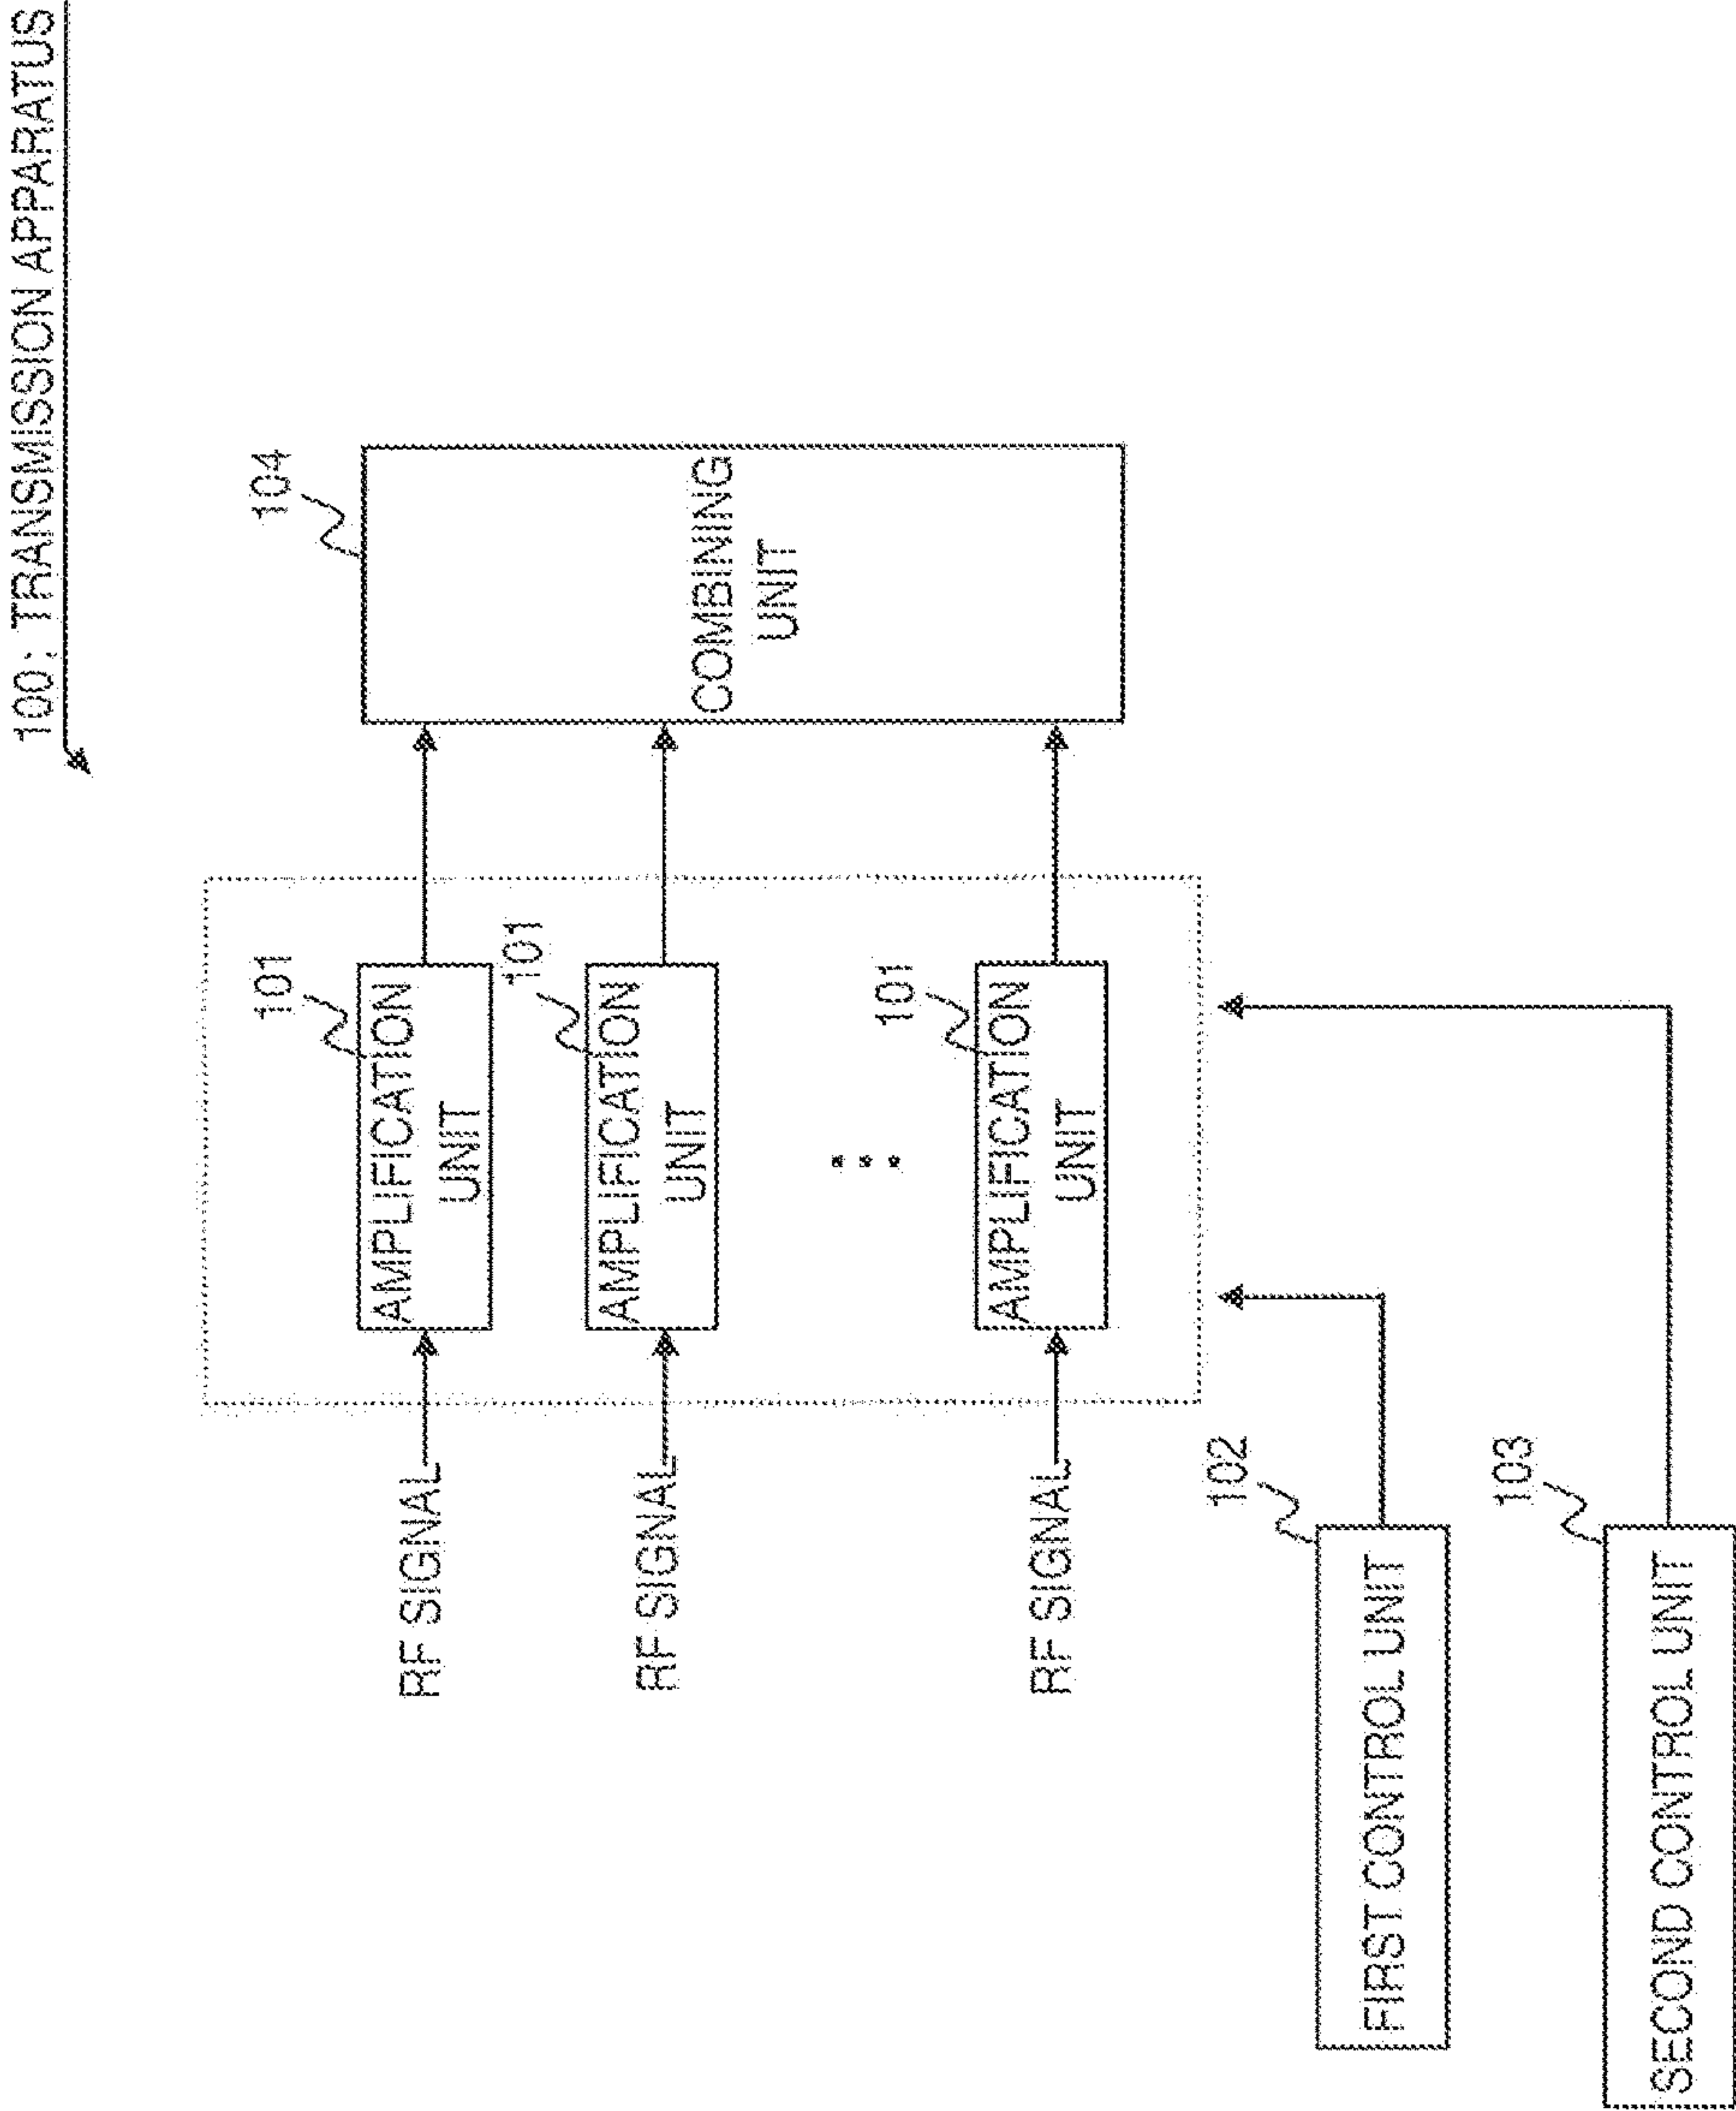 100: TRANSMISSION APPARATUS
104
COMBINING
UNIT
101
AMPLIFICATION
UNIT
101
AMPLIFICATION
UNIT
101
AMPLIFICATION
UNIT
RF SIGNAL
RF SIGNAL
RF SIGNAL
102
FIRST CONTROL UNIT
103
SECOND CONTROL UNIT